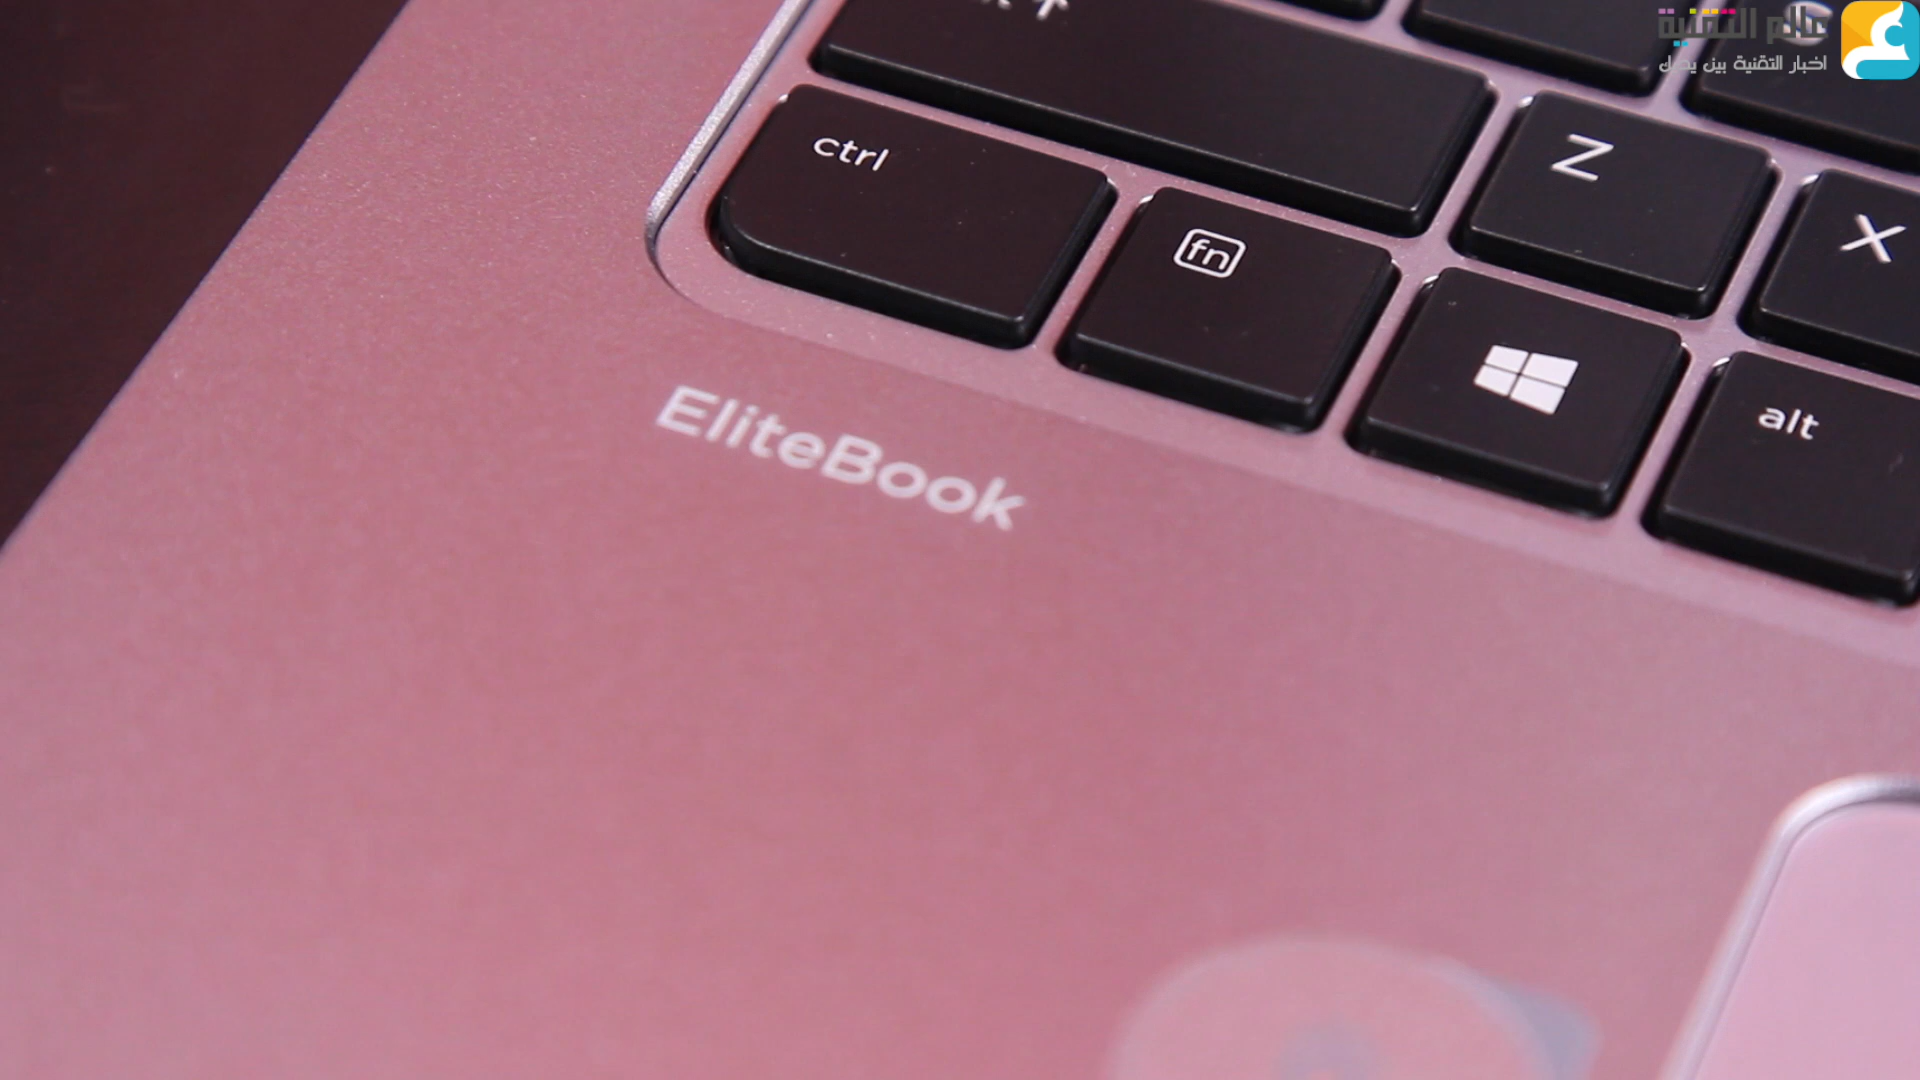 عالم التقنية
اخبار التقنية بين يديك
ctrl
Z
X
fn
alt
EliteBook